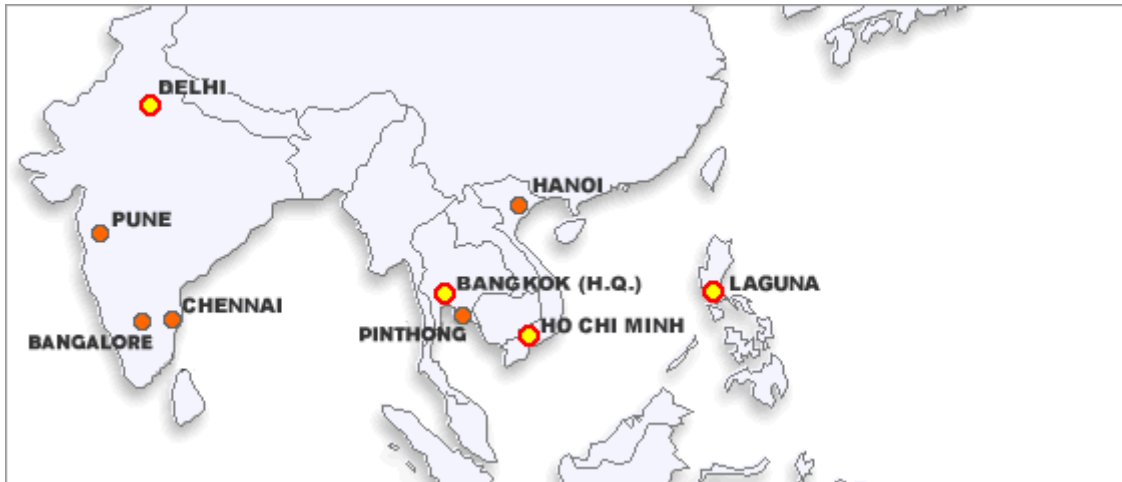 DELHI
HANOI
PUNE
BANGKOK (H.Q.)
LAGUNA
CHENNAI
HO CHI MINH
PINTHONG
BANGALORE